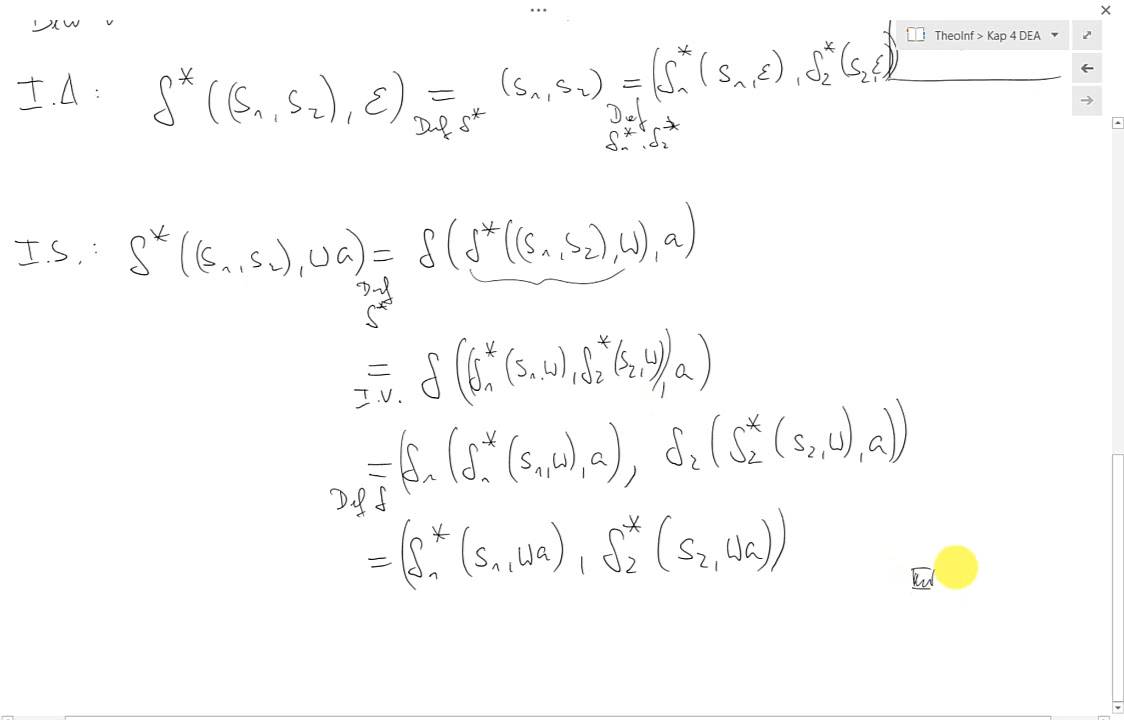 TheoInf > Kap 4 DEA
I.A: δ*((s₁,s₂),ε) = (s₁,s₂) = (δ₁*(s₁,ε),δ₂*(s₂,ε))
Def δ* Def
δ₁*,δ₂*
I.S.: δ*((s₁,s₂),wa) = δ(δ*((s₁,s₂),w),a)
Def
δ*
= δ((δ₁*(s₁,w),δ₂*(s₂,w)),a)
I.V.
= (δ₁(δ₁*(s₁,w),a), δ₂(δ₂*(s₂,w),a))
Def δ
= (δ₁*(s₁,wa), δ₂*(s₂,wa))